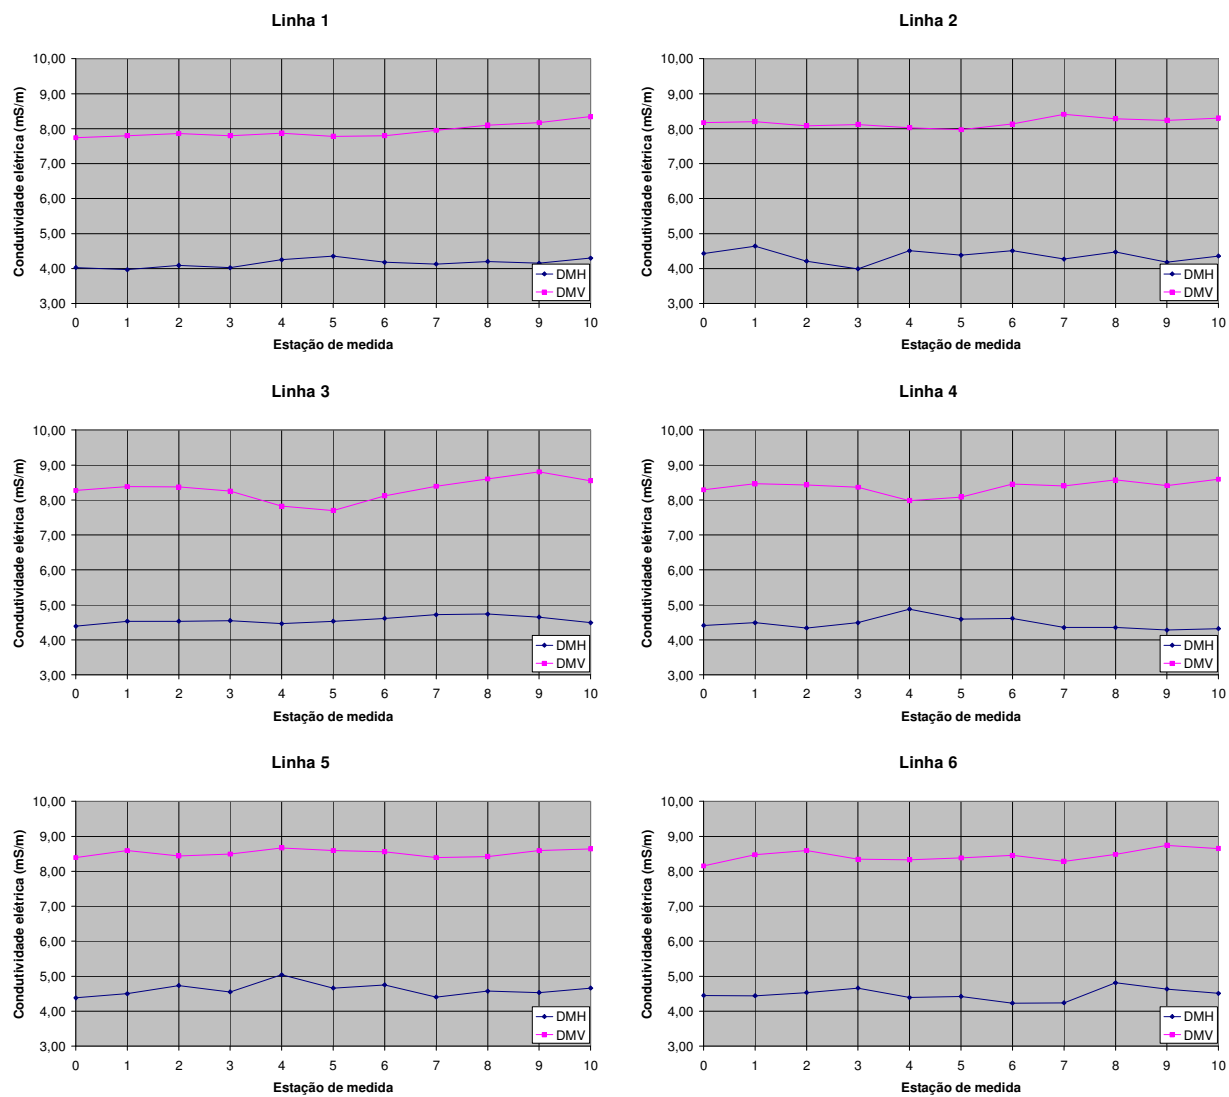 Linha 1
Condutividade elétrica (mS/m)
10,00
9,00
8,00
7,00
6,00
5,00
4,00
3,00
0 1 2 3 4 5 6 7 8 9 10
Estação de medida
DMH
DMV
Linha 2
Condutividade elétrica (mS/m)
10,00
9,00
8,00
7,00
6,00
5,00
4,00
3,00
0 1 2 3 4 5 6 7 8 9 10
Estação de medida
DMH
DMV
Linha 3
Condutividade elétrica (mS/m)
10,00
9,00
8,00
7,00
6,00
5,00
4,00
3,00
0 1 2 3 4 5 6 7 8 9 10
Estação de medida
DMH
DMV
Linha 4
Condutividade elétrica (mS/m)
10,00
9,00
8,00
7,00
6,00
5,00
4,00
3,00
0 1 2 3 4 5 6 7 8 9 10
Estação de medida
DMH
DMV
Linha 5
Condutividade elétrica (mS/m)
10,00
9,00
8,00
7,00
6,00
5,00
4,00
3,00
0 1 2 3 4 5 6 7 8 9 10
Estação de medida
DMH
DMV
Linha 6
Condutividade elétrica (mS/m)
10,00
9,00
8,00
7,00
6,00
5,00
4,00
3,00
0 1 2 3 4 5 6 7 8 9 10
Estação de medida
DMH
DMV